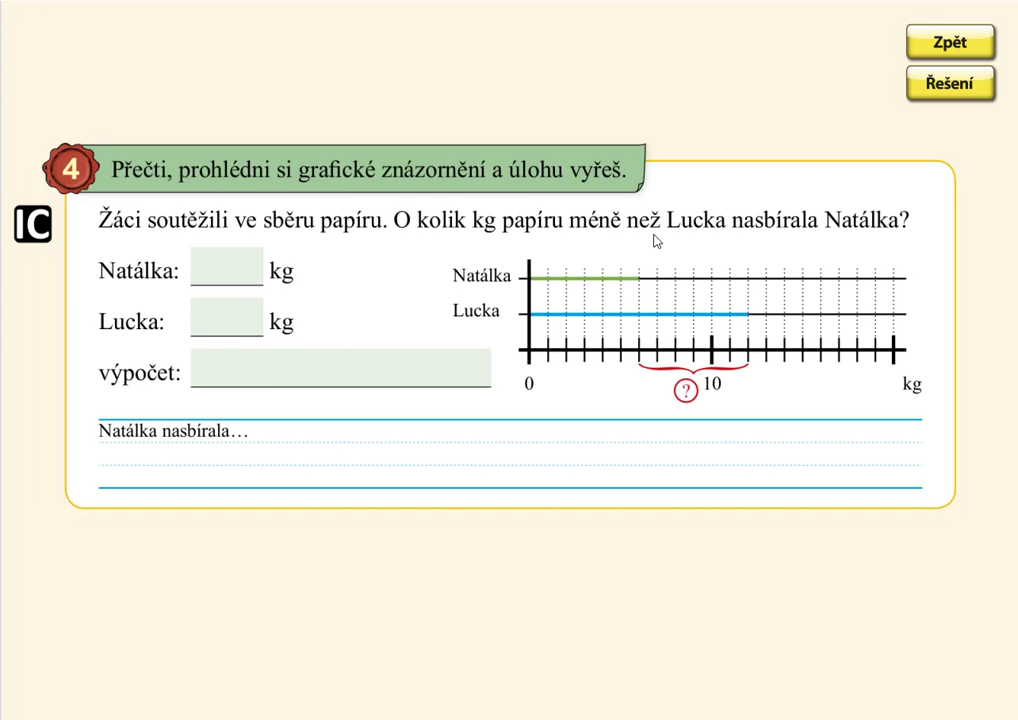 Zpět
Řešení
4 Přečti, prohlédni si grafické znázornění a úlohu vyřeš.
IC Žáci soutěžili ve sběru papíru. O kolik kg papíru méně než Lucka nasbírala Natálka?
Natálka: kg
Lucka: kg
výpočet:
Natálka
Lucka
0 ? 10 kg
Natálka nasbírala…